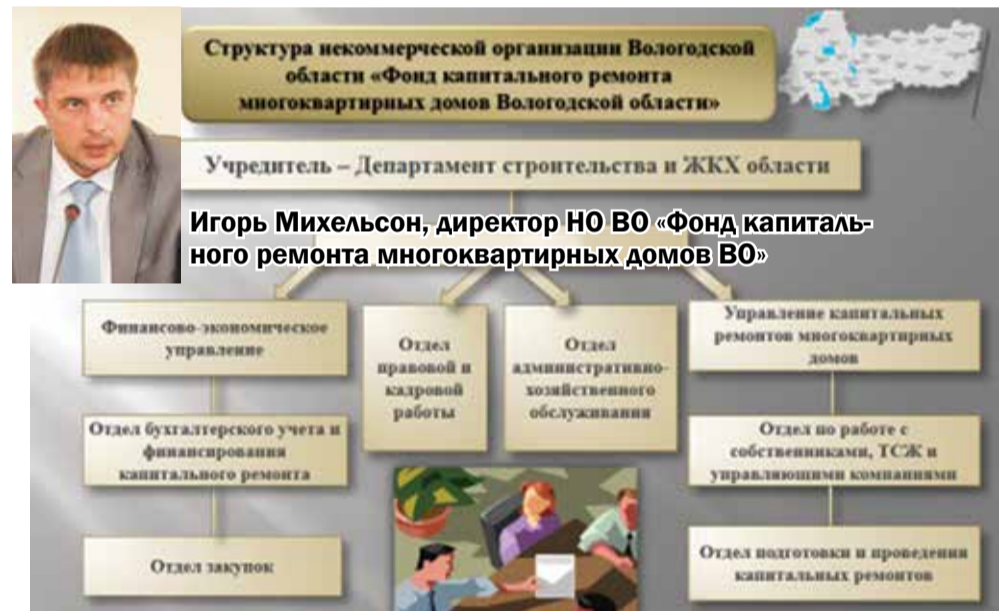 Структура некоммерческой организации Вологодской
области «Фонд капитального ремонта
многоквартирных домов Вологодской области»
Учредитель – Департамент строительства и ЖКХ области
Игорь Михельсон, директор НО ВО «Фонд капиталь-
ного ремонта многоквартирных домов ВО»
Финансово-экономическое
управление
Отдел
правовой и
кадровой
работы
Отдел
административно-
хозяйственного
обслуживания
Управление капитальных
ремонтов многоквартирных
домов
Отдел бухгалтерского учета и
финансирования
капитального ремонта
Отдел по работе с
собственниками, ТСЖ и
управляющими компаниями
Отдел закупок
Отдел подготовки и проведения
капитальных ремонтов